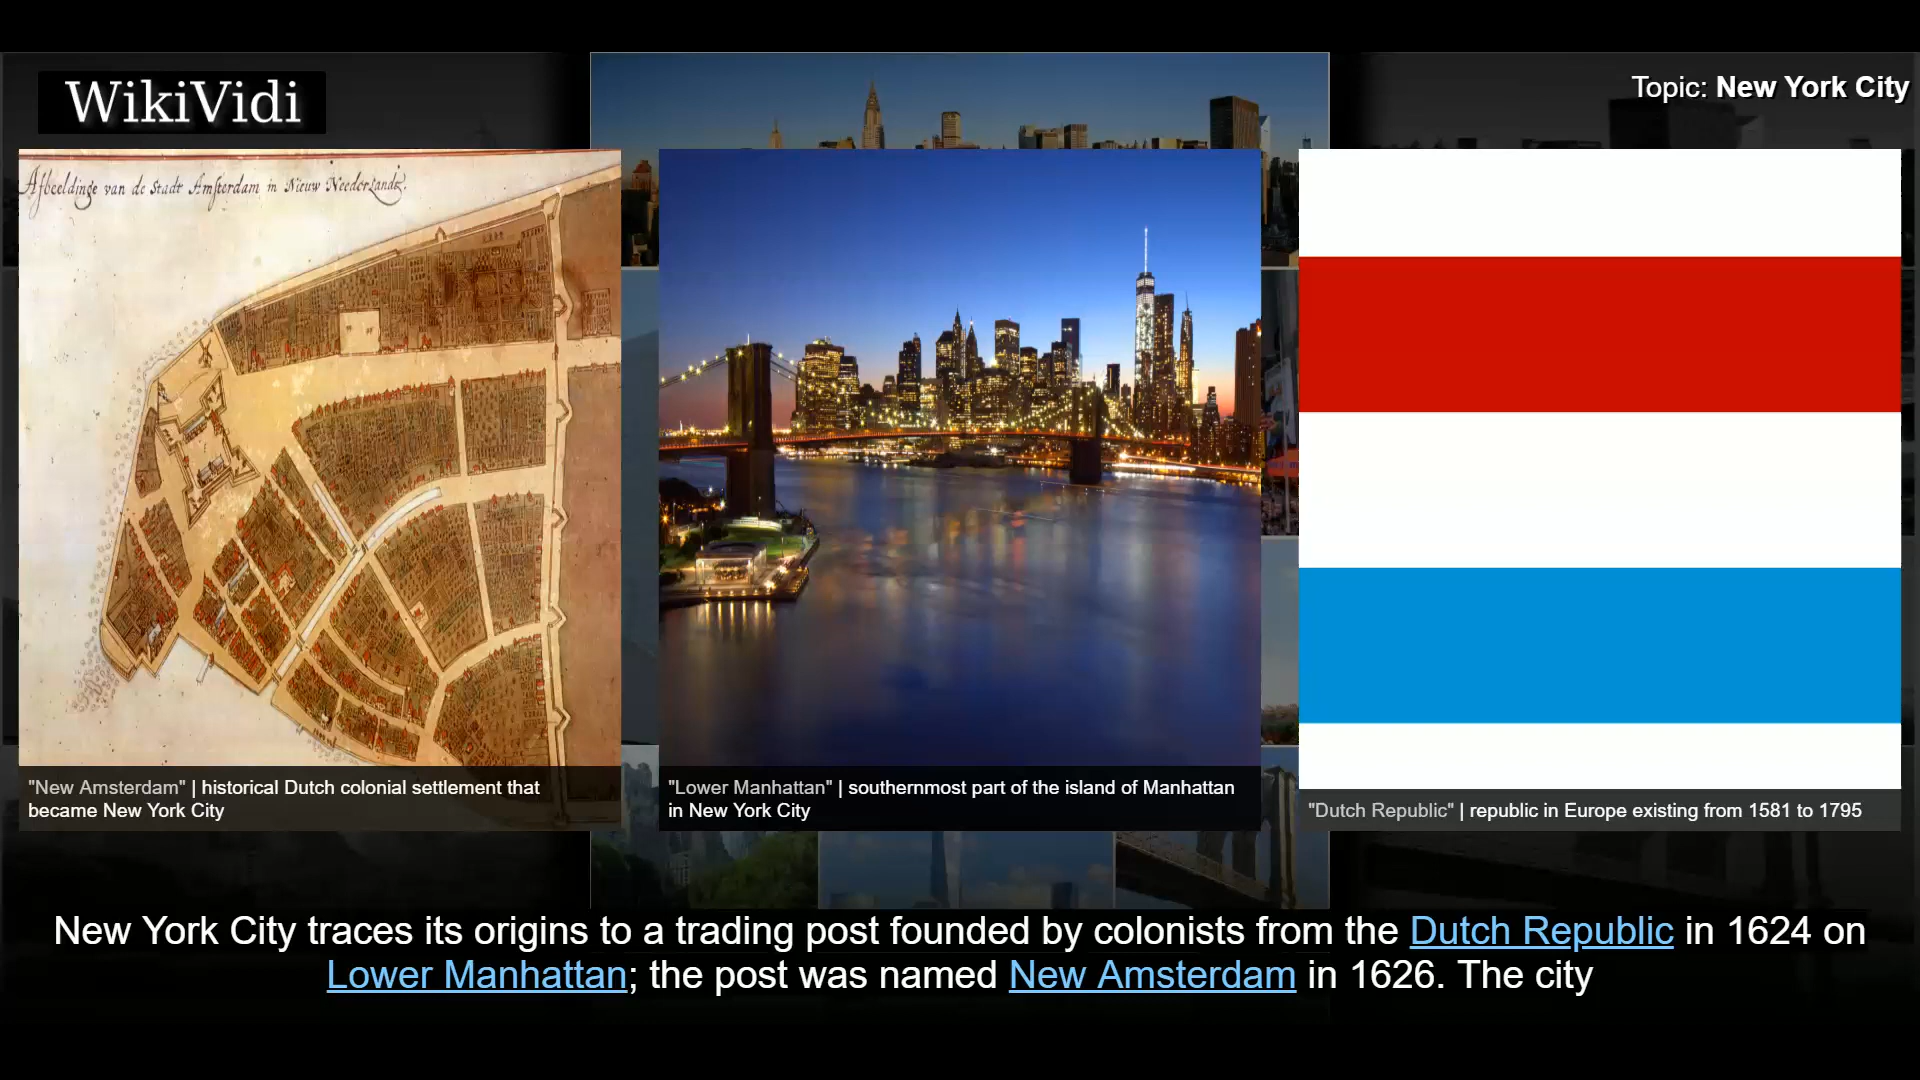 WikiVidi
Topic: New York City
Afbeeldinge van de Stadt Amsterdam in Nieuw Neederlandt.
"New Amsterdam" | historical Dutch colonial settlement that
became New York City
"Lower Manhattan" | southernmost part of the island of Manhattan
in New York City
"Dutch Republic" | republic in Europe existing from 1581 to 1795
New York City traces its origins to a trading post founded by colonists from the Dutch Republic in 1624 on
Lower Manhattan; the post was named New Amsterdam in 1626. The city